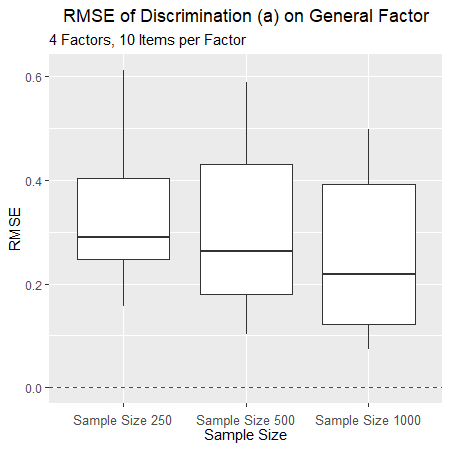 RMSE of Discrimination (a) on General Factor
4 Factors, 10 Items per Factor
RMSE
0.6
0.4
0.2
0.0
Sample Size 250 Sample Size 500 Sample Size 1000
Sample Size